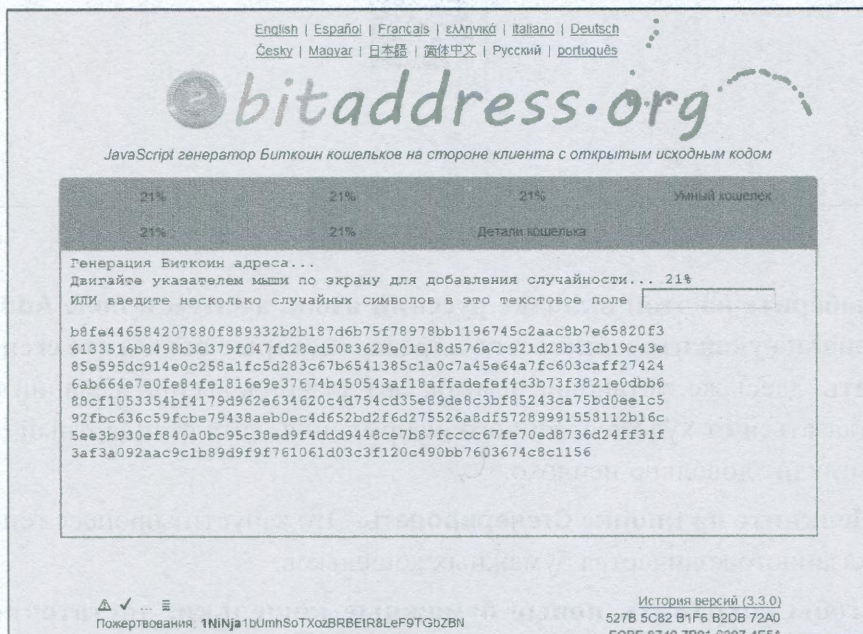 English | Español | Français | ελληνικά | italiano | Deutsch
Česky | Magyar | 日本語 | 简体中文 | Русский | português
bitaddress.org
JavaScript генератор Биткоин кошельков на стороне клиента с открытым исходным кодом
21% 21% 21% Умный кошелек
21% 21% Детали кошелька
Генерация Биткоин адреса...
Двигайте указателем мыши по экрану для добавления случайности... 21%
ИЛИ введите несколько случайных символов в это текстовое поле
b8fe446584207880f889332b2b187d6b75f78978bb1196745c2aac8b7e65820f3
6133516b8498b3e379f047fd28ed5083629e01e18d576ecc921d28b32bb19c43e
85e595dc914e0c258a1fc5d283c67b6541385c1a0c7a45e64a7fc603caff27424
6ab664e7e0fe84fe1816e9e37674b450543af18affadefef4c3b73f3821e0dbb6
88cf1053354bf4179d962e634620c4d754cd35e89de8c3bf85243ca75bd0ee1c5
92fbc636c59fcbe79438aeb0ec4d652bd2f6d275526a8df57289991558112b16c
5ee3b930ef840a0bc95c38ed9f4ddd9448ce7b87fcccc67fe70ed8736d24ff31f
3af3a092aac9c1b89d9f9f761061d03c3f120c490bb7603674c8c1156
История версий (3.3.0)
Пожертвования: 1NiNja1bUmhSoTXozBRBEtR8LeF9TGbZBN
527B 5C82 B1F6 B2DB 72A0